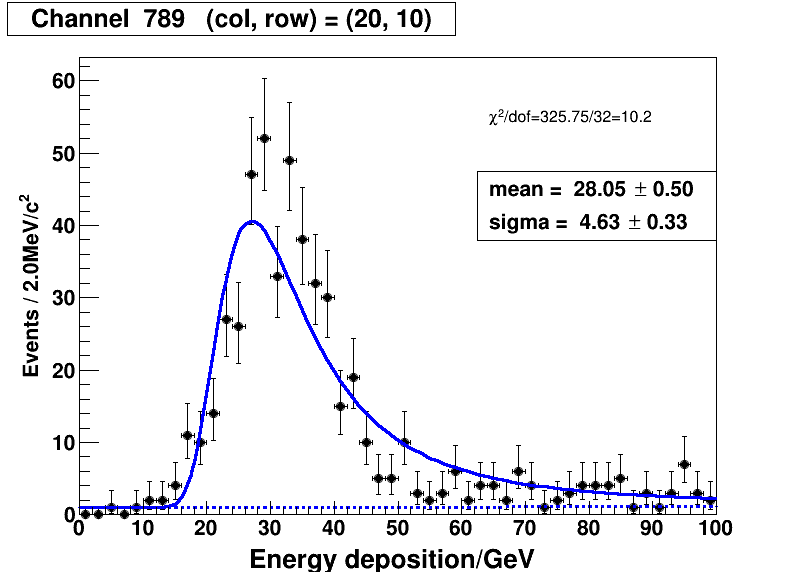 Channel 789 (col, row) = (20, 10)
χ²/dof=325.75/32=10.2
mean = 28.05 ± 0.50
sigma = 4.63 ± 0.33
Events / 2.0MeV/c²
60
50
40
30
20
10
0
0 10 20 30 40 50 60 70 80 90 100
Energy deposition/GeV